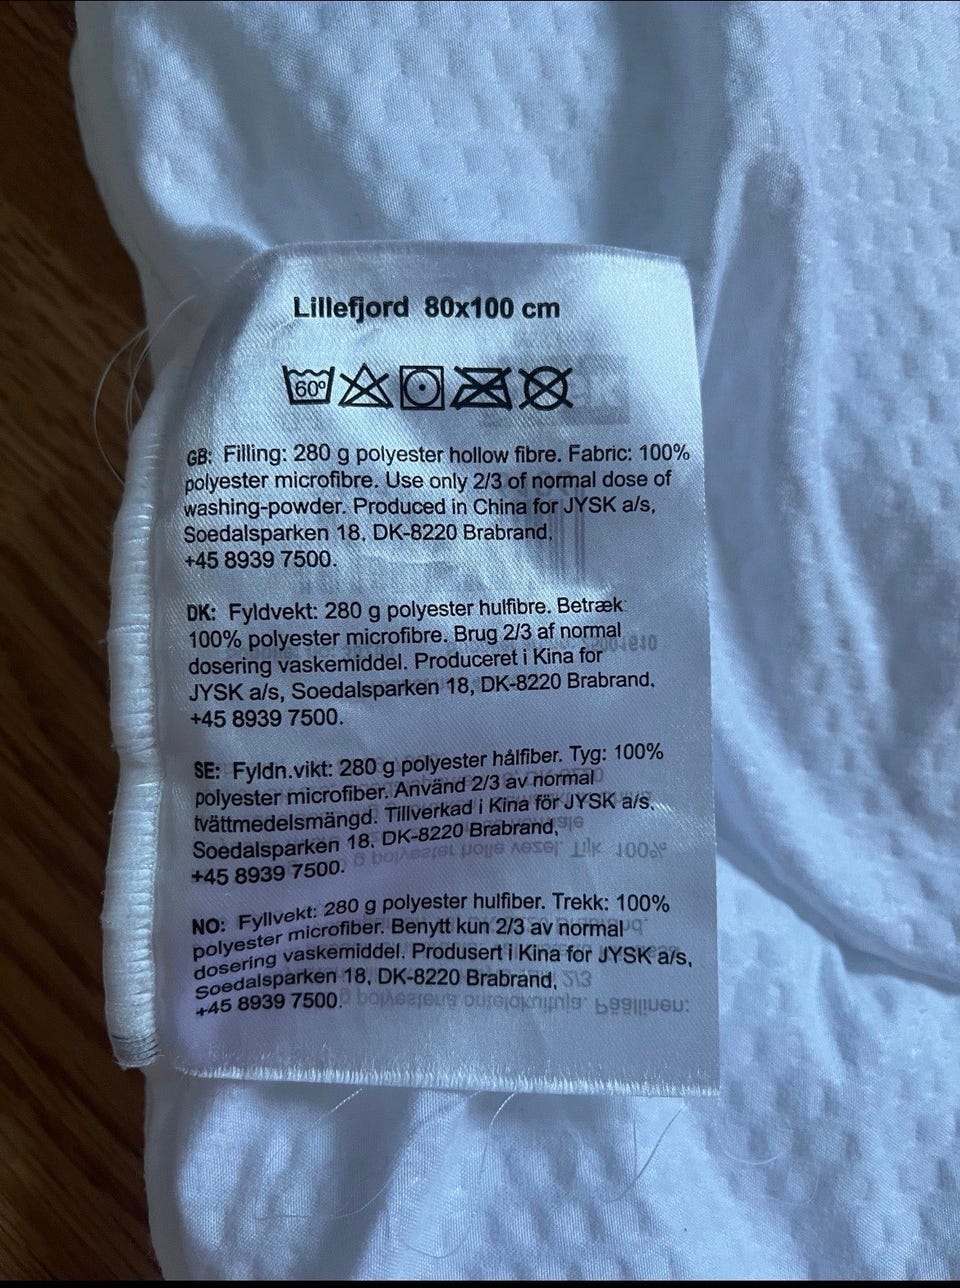 Lillefjord 80x100 cm
60°
GB: Filling: 280 g polyester hollow fibre. Fabric: 100%
polyester microfibre. Use only 2/3 of normal dose of
washing-powder. Produced in China for JYSK a/s,
Soedalsparken 18, DK-8220 Brabrand.
+45 8939 7500.
DK: Fyldvekt: 280 g polyester hulfibre. Betræk
100% polyester microfibre. Brug 2/3 af normal
dosering vaskemiddel. Produceret i Kina for
JYSK a/s, Soedalsparken 18, DK-8220 Brabrand.
+45 8939 7500.
SE: Fyldn.vikt: 280 g polyester hålfiber. Tyg: 100%
polyester microfiber. Använd 2/3 av normal
tvättmedelsmängd. Tillverkad i Kina för JYSK a/s.
Soedalsparken 18. DK-8220 Brabrand,
+45 8939 7500.
NO: Fyllvekt: 280 g polyester hulfiber. Trekk: 100%
polyester microfiber. Benytt kun 2/3 av normal
dosering vaskemiddel. Produsert i Kina for JYSK a/s,
Soedalsparken 18, DK-8220 Brabrand,
+45 8939 7500.